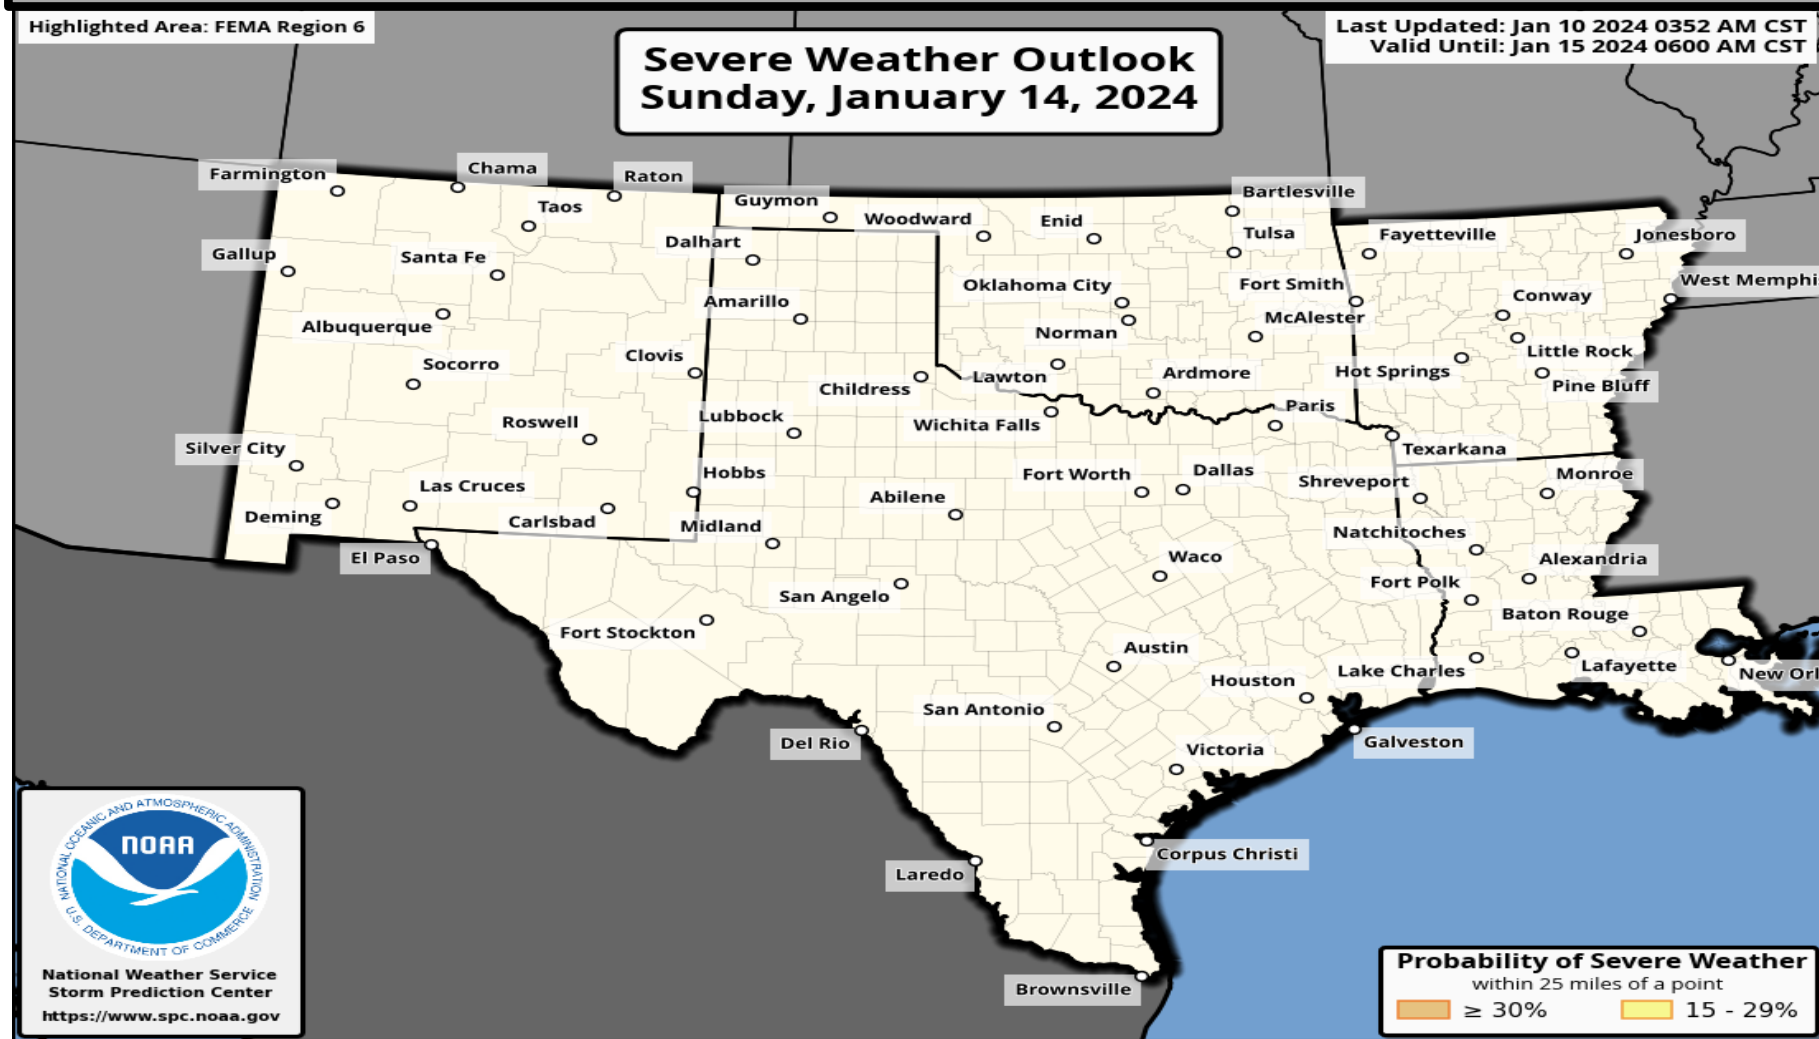 Highlighted Area: FEMA Region 6
Last Updated: Jan 10 2024 0352 AM CST
Valid Until: Jan 15 2024 0600 AM CST
Severe Weather Outlook
Sunday, January 14, 2024
Farmington
Chama
Raton
Taos
Guymon
Woodward
Enid
Bartlesville
Tulsa
Fayetteville
Jonesboro
Gallup
Santa Fe
Dalhart
Oklahoma City
Fort Smith
Conway
West Memphi
Albuquerque
Amarillo
Norman
McAlester
Little Rock
Socorro
Clovis
Childress
Lawton
Ardmore
Hot Springs
Pine Bluff
Roswell
Lubbock
Wichita Falls
Paris
Texarkana
Silver City
Las Cruces
Hobbs
Abilene
Fort Worth
Dallas
Shreveport
Monroe
Deming
Carlsbad
Midland
Natchitoches
El Paso
Waco
Alexandria
San Angelo
Fort Polk
Fort Stockton
Baton Rouge
Austin
Houston
Lake Charles
Lafayette
New Orl
San Antonio
Del Rio
Victoria
Galveston
Corpus Christi
Laredo
Brownsville
NATIONAL OCEANIC AND ATMOSPHERIC ADMINISTRATION
NOAA
U.S. DEPARTMENT OF COMMERCE
National Weather Service
Storm Prediction Center
https://www.spc.noaa.gov
Probability of Severe Weather
within 25 miles of a point
≥ 30%
15 - 29%